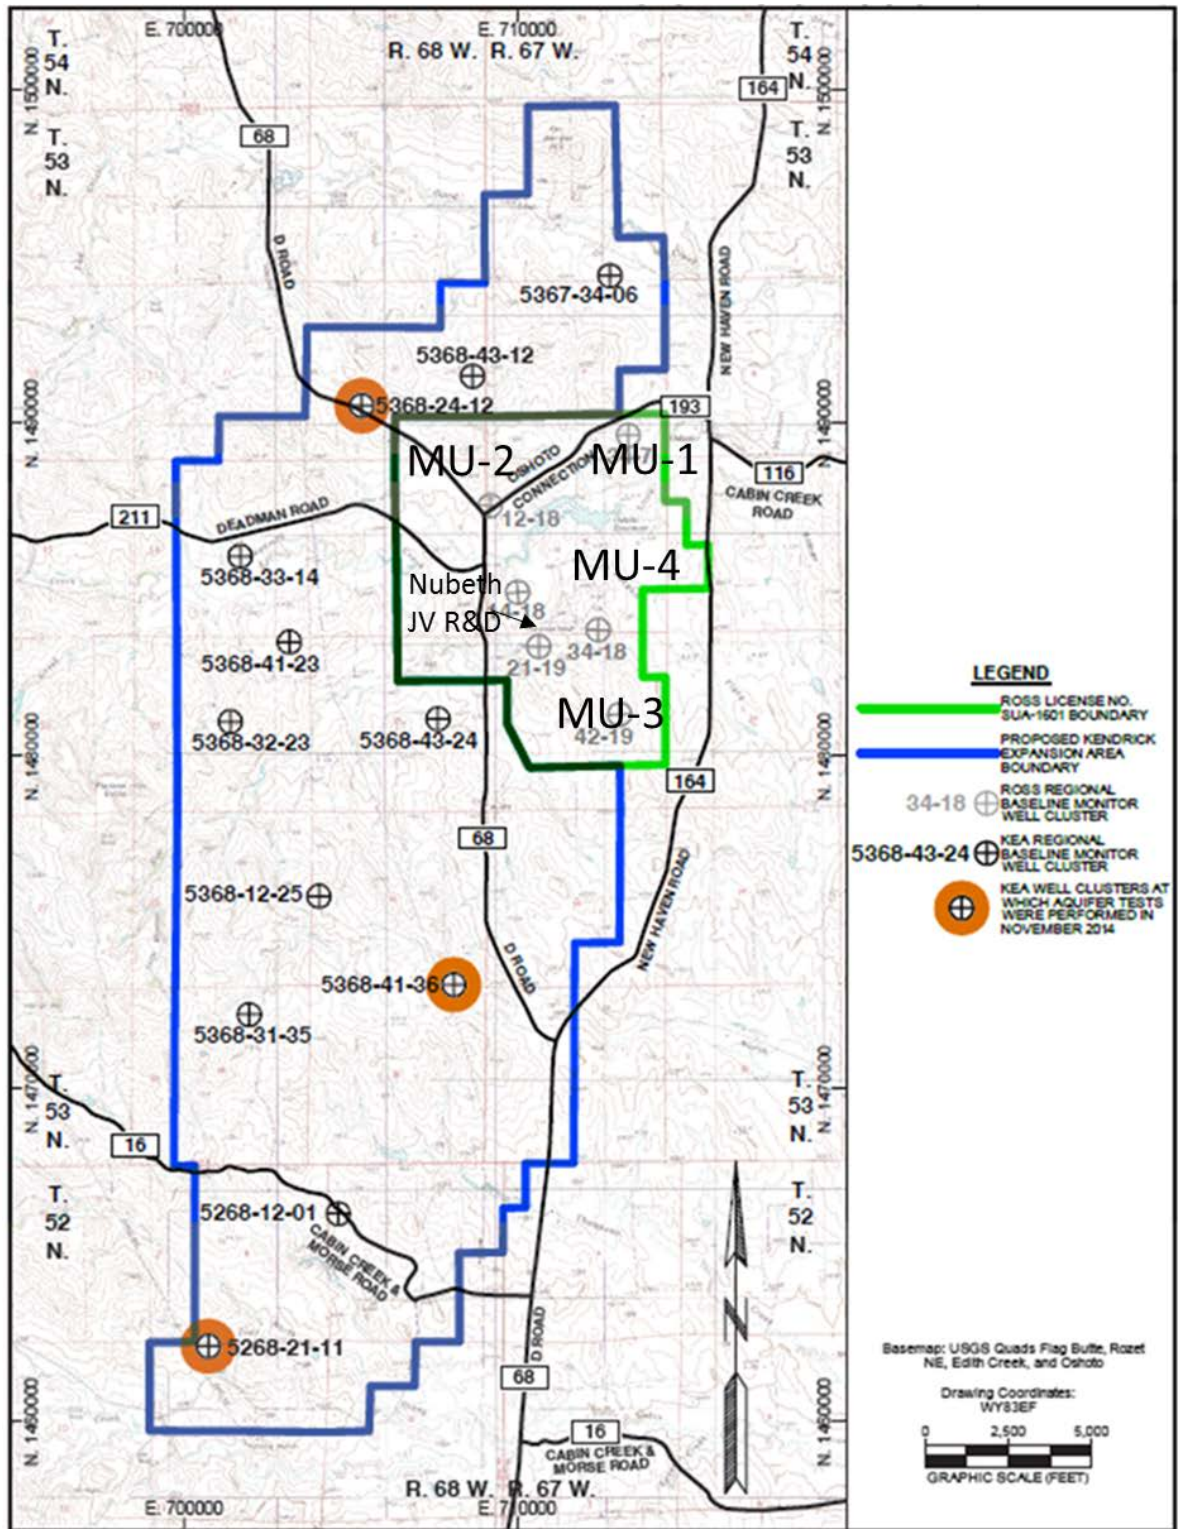 E. 700000
E. 710000
R. 68 W. R. 67 W.
T.
54
N.
T.
54
N.
N. 1500000
N. 1500000
164
68
T.
53
N.
T.
53
N.
D ROAD
NEW HAVEN ROAD
5367-34-06
5368-43-12
5368-24-12
N. 1490000
N. 1490000
193
MU-2
OSHOTO
CONNECTION
MU-1
116
CABIN CREEK
ROAD
211
DEADMAN ROAD
12-18
5368-33-14
MU-4
Nubeth
JV R&D
14-18
34-18
21-19
5368-41-23
MU-3
42-19
5368-32-23
5368-43-24
N. 1480000
N. 1480000
164
68
5368-12-25
NEW HAVEN ROAD
D ROAD
5368-41-36
5368-31-35
N. 1470000
N. 1470000
T.
53
N.
T.
53
N.
16
T.
52
N.
T.
52
N.
5268-12-01
CABIN CREEK &
MORSE ROAD
5268-21-11
D ROAD
68
N
N. 1460000
N. 1460000
16
CABIN CREEK &
MORSE ROAD
R. 68 W. R. 67 W.
E. 700000
E. 710000
LEGEND
ROSS LICENSE NO.
SUA-1601 BOUNDARY
PROPOSED KENDRICK
EXPANSION AREA
BOUNDARY
34-18
ROSS REGIONAL
BASELINE MONITOR
WELL CLUSTER
5368-43-24
KEA REGIONAL
BASELINE MONITOR
WELL CLUSTER
KEA WELL CLUSTERS AT
WHICH AQUIFER TESTS
WERE PERFORMED IN
NOVEMBER 2014
Basemap: USGS Quads Flag Butte, Rozet
NE, Edith Creek, and Oshoto
Drawing Coordinates:
WY83EF
0 2,500 5,000
GRAPHIC SCALE (FEET)